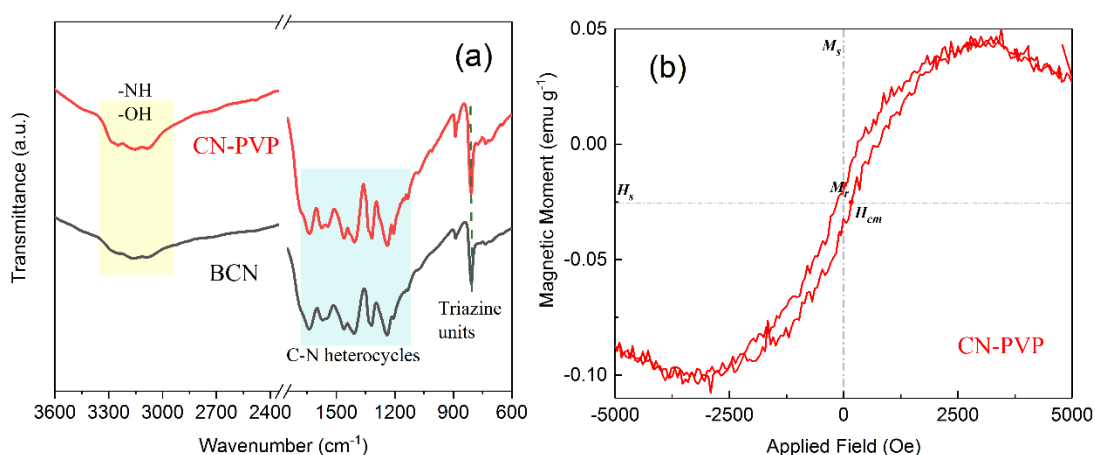 (a)
-NH
-OH
CN-PVP
BCN
Triazine
units
C-N heterocycles
Transmittance (a.u.)
3600 3000 2700 2400 1500 1200 900 600
3300
Wavenumber (cm⁻¹)
(b)
0.05
0.00
-0.05
-0.10
Magnetic Moment (emu g⁻¹)
Mₛ
Hₛ
Mᵣ
H_cm
CN-PVP
-5000 -2500 0 2500 5000
Applied Field (Oe)